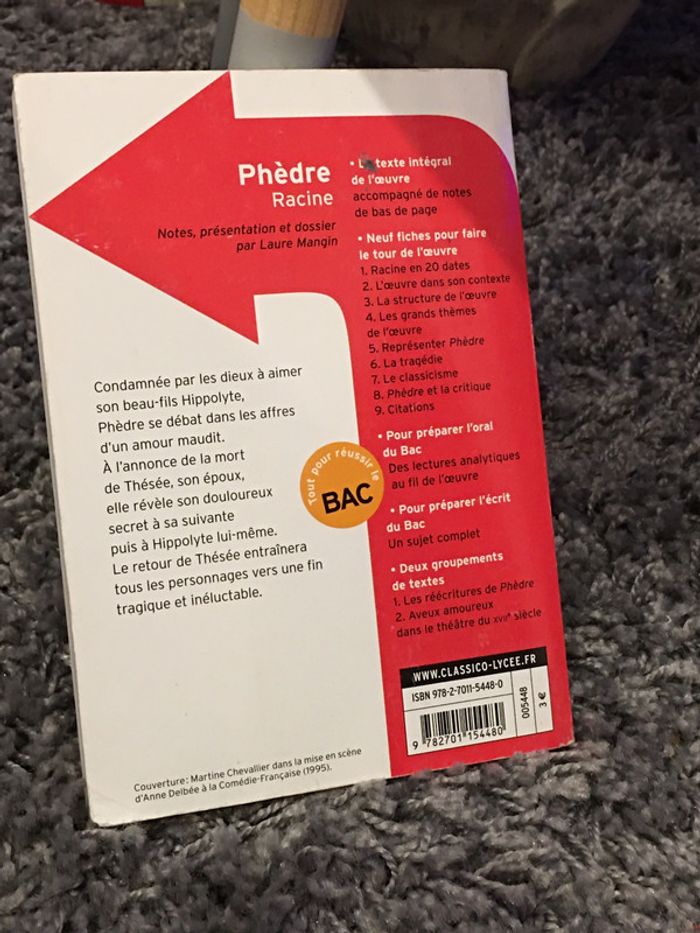 Phèdre
Racine
Notes, présentation et dossier
par Laure Mangin
Condamnée par les dieux à aimer
son beau-fils Hippolyte,
Phèdre se débat dans les affres
d'un amour maudit.
À l'annonce de la mort
de Thésée, son époux,
elle révèle son douloureux
secret à sa suivante
puis à Hippolyte lui-même.
Le retour de Thésée entraînera
tous les personnages vers une fin
tragique et inéluctable.
Tout pour réussir le
BAC
• Le texte intégral
de l'œuvre
accompagné de notes
de bas de page
• Neuf fiches pour faire
le tour de l'œuvre
1. Racine en 20 dates
2. L'œuvre dans son contexte
3. La structure de l'œuvre
4. Les grands thèmes
de l'œuvre
5. Représenter Phèdre
6. La tragédie
7. Le classicisme
8. Phèdre et la critique
9. Citations
• Pour préparer l'oral
du Bac
Des lectures analytiques
au fil de l'œuvre
• Pour préparer l'écrit
du Bac
Un sujet complet
• Deux groupements
de textes
1. Les réécritures de Phèdre
2. Aveux amoureux
dans le théâtre du XVIIe siècle
WWW.CLASSICO-LYCEE.FR
ISBN 978-2-7011-5448-0
005448
3 €
9 782701 154480
Couverture : Martine Chevallier dans la mise en scène
d'Anne Delbée à la Comédie-Française (1995).